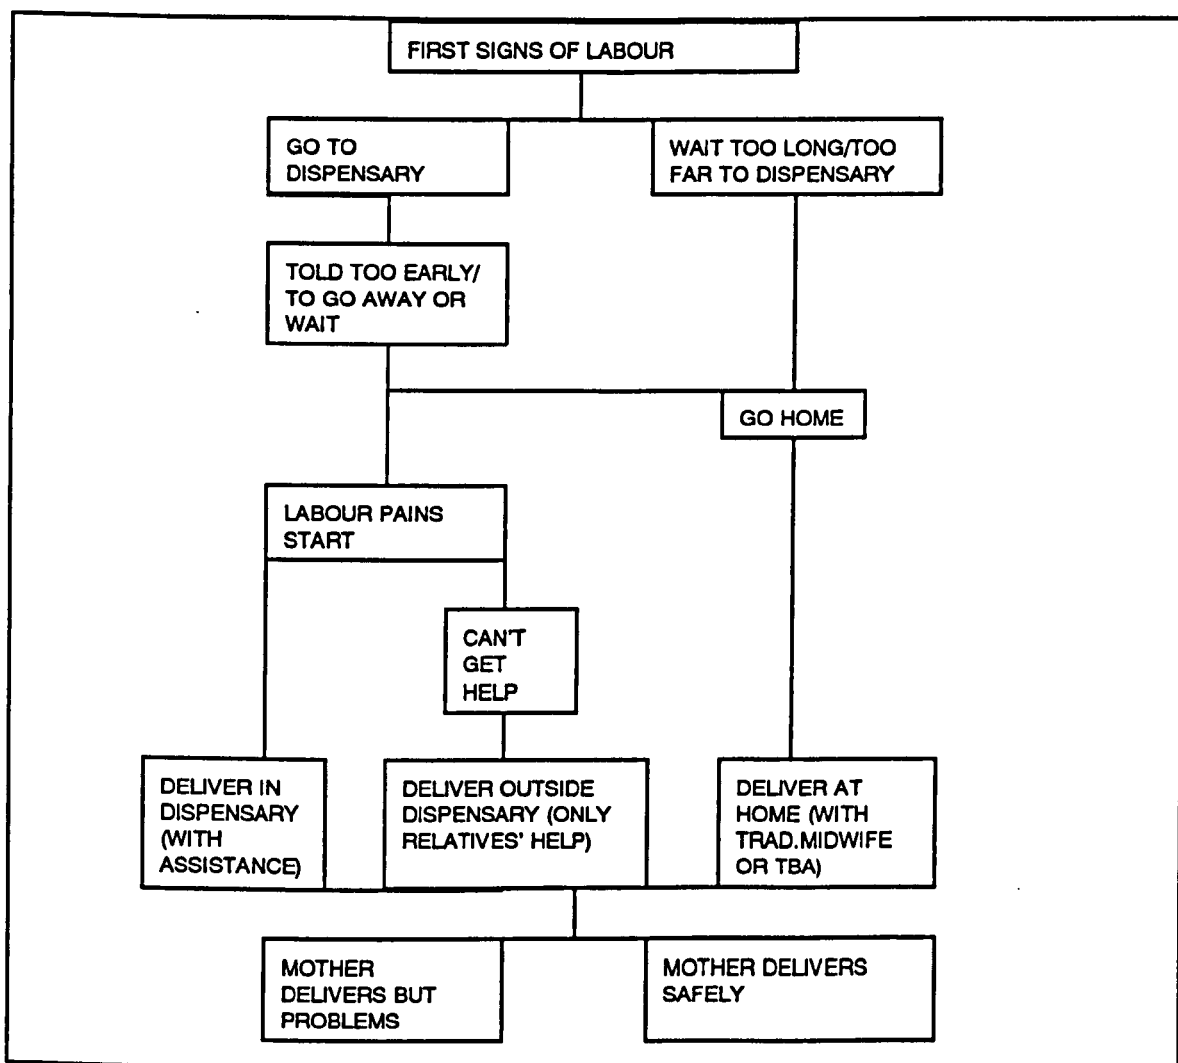 FIRST SIGNS OF LABOUR
GO TO
DISPENSARY
WAIT TOO LONG/TOO
FAR TO DISPENSARY
TOLD TOO EARLY/
TO GO AWAY OR
WAIT
GO HOME
LABOUR PAINS
START
CAN'T
GET
HELP
DELIVER IN
DISPENSARY
(WITH
ASSISTANCE)
DELIVER OUTSIDE
DISPENSARY (ONLY
RELATIVES' HELP)
DELIVER AT
HOME (WITH
TRAD.MIDWIFE
OR TBA)
MOTHER
DELIVERS BUT
PROBLEMS
MOTHER DELIVERS
SAFELY